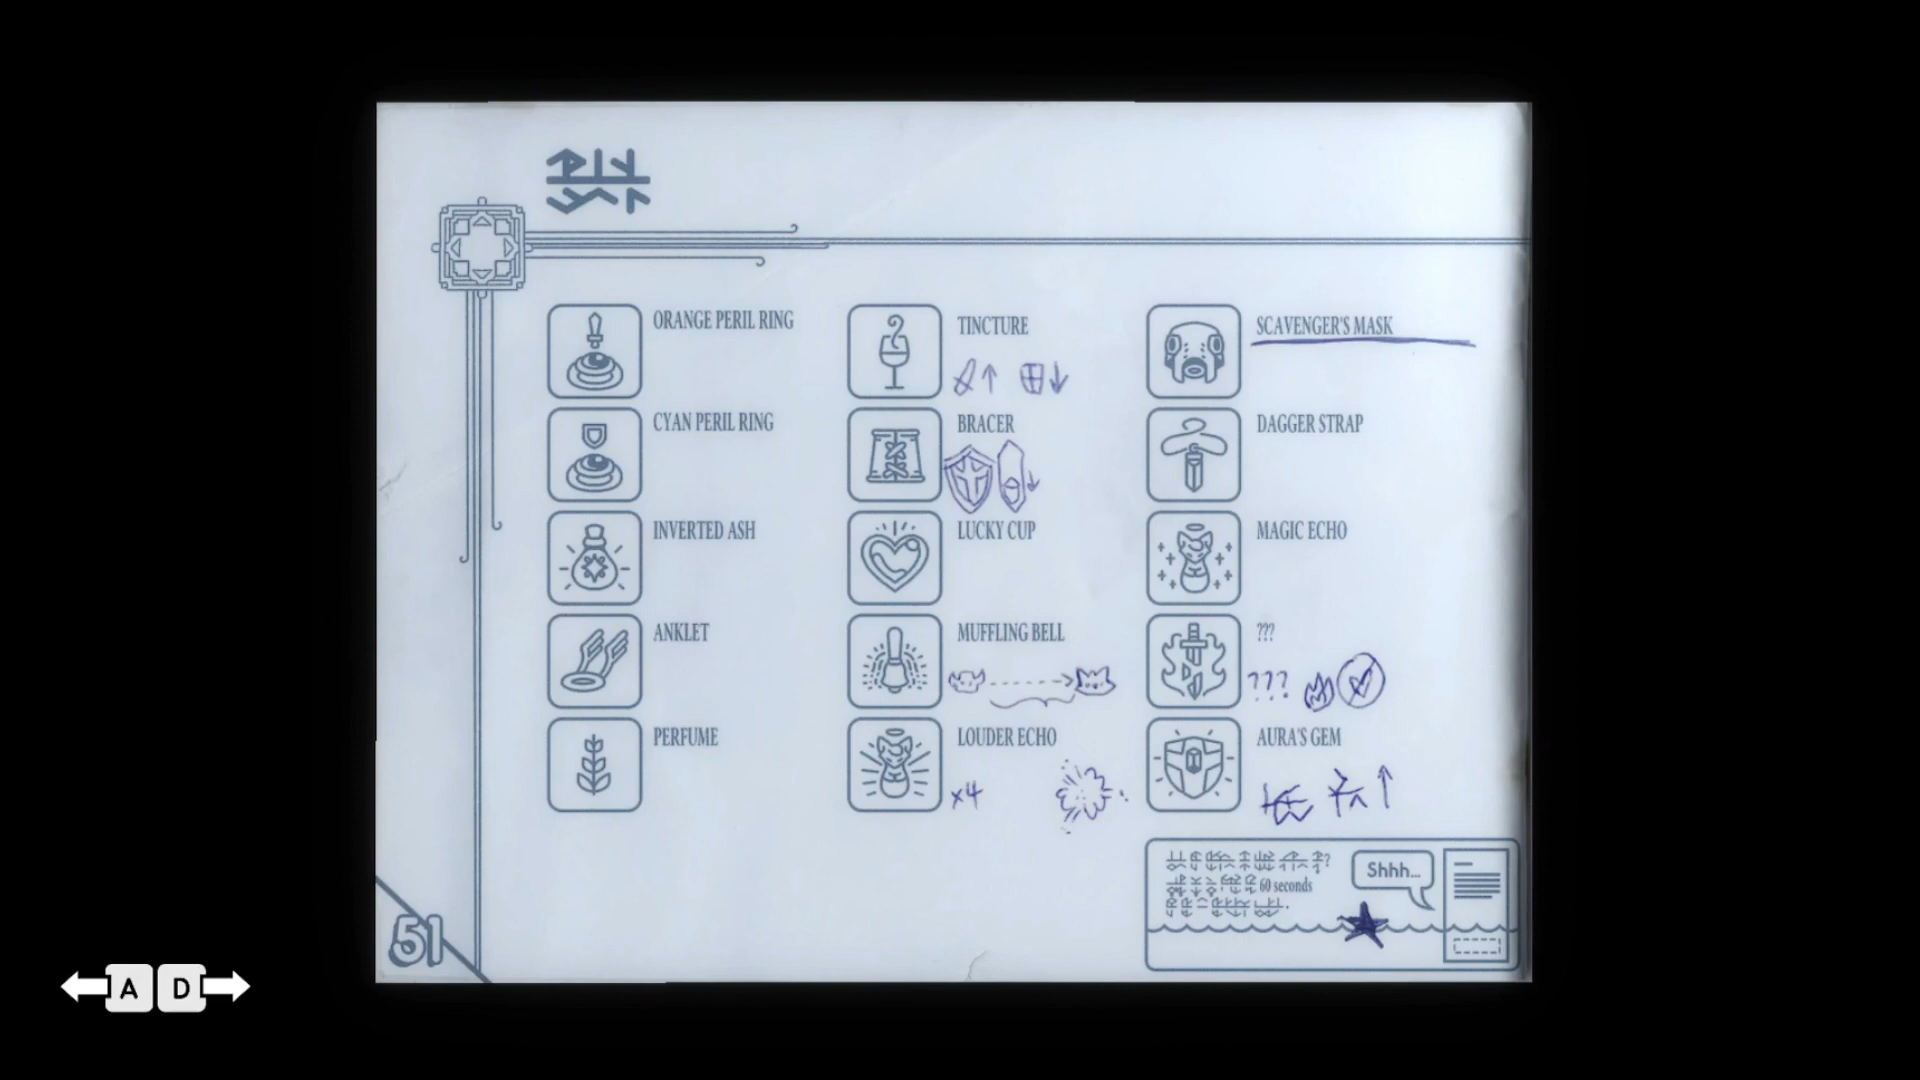 ORANGE PERIL RING
CYAN PERIL RING
INVERTED ASH
ANKLET
PERFUME
TINCTURE
BRACER
LUCKY CUP
MUFFLING BELL
LOUDER ECHO
x4
SCAVENGER'S MASK
DAGGER STRAP
MAGIC ECHO
???
???
AURA'S GEM
?
60 seconds
Shhh...
51
A D